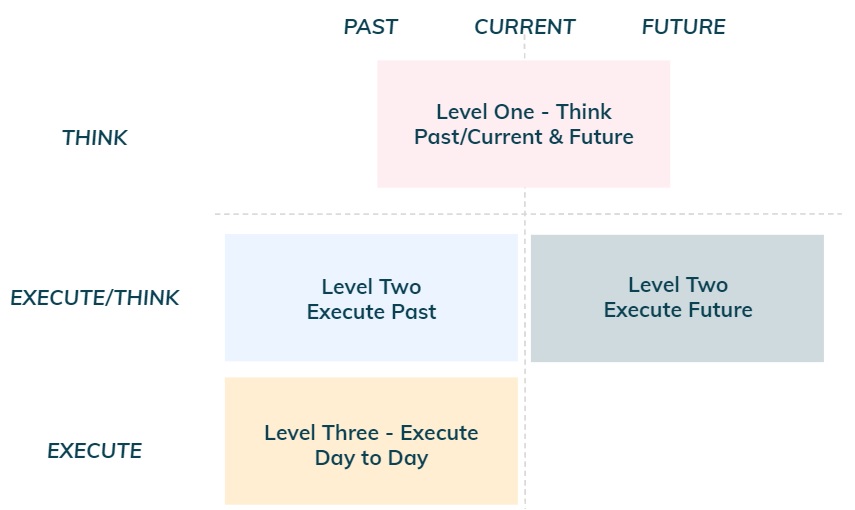 PAST CURRENT FUTURE
THINK
Level One - Think
Past/Current & Future
EXECUTE/THINK
Level Two
Execute Past
Level Two
Execute Future
EXECUTE
Level Three - Execute
Day to Day